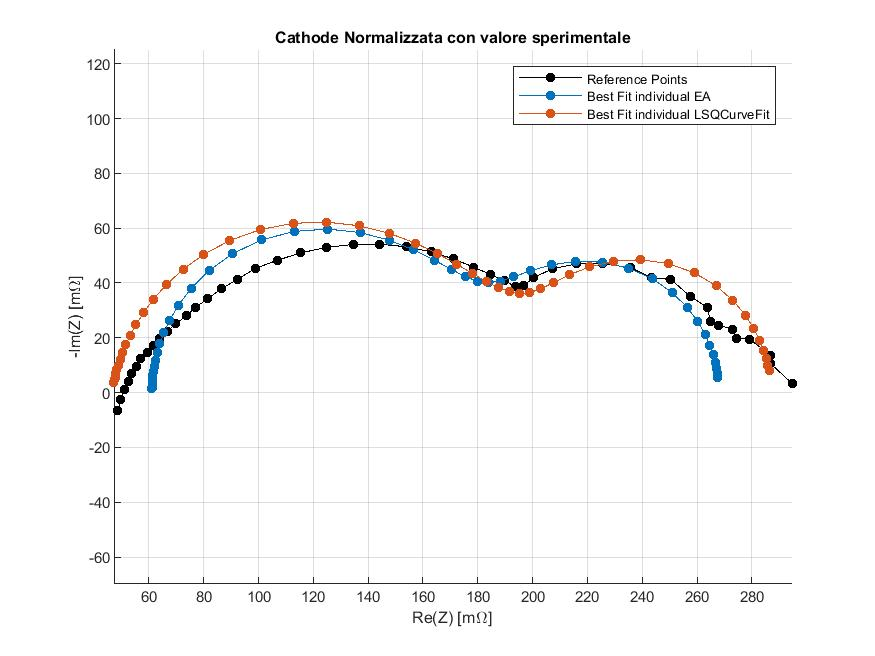 Cathode Normalizzata con valore sperimentale
120
100
80
60
40
20
0
-20
-40
-60
-Im(Z) [mΩ]
Reference Points
Best Fit individual EA
Best Fit individual LSQCurveFit
60 80 100 120 140 160 180 200 220 240 260 280
Re(Z) [mΩ]